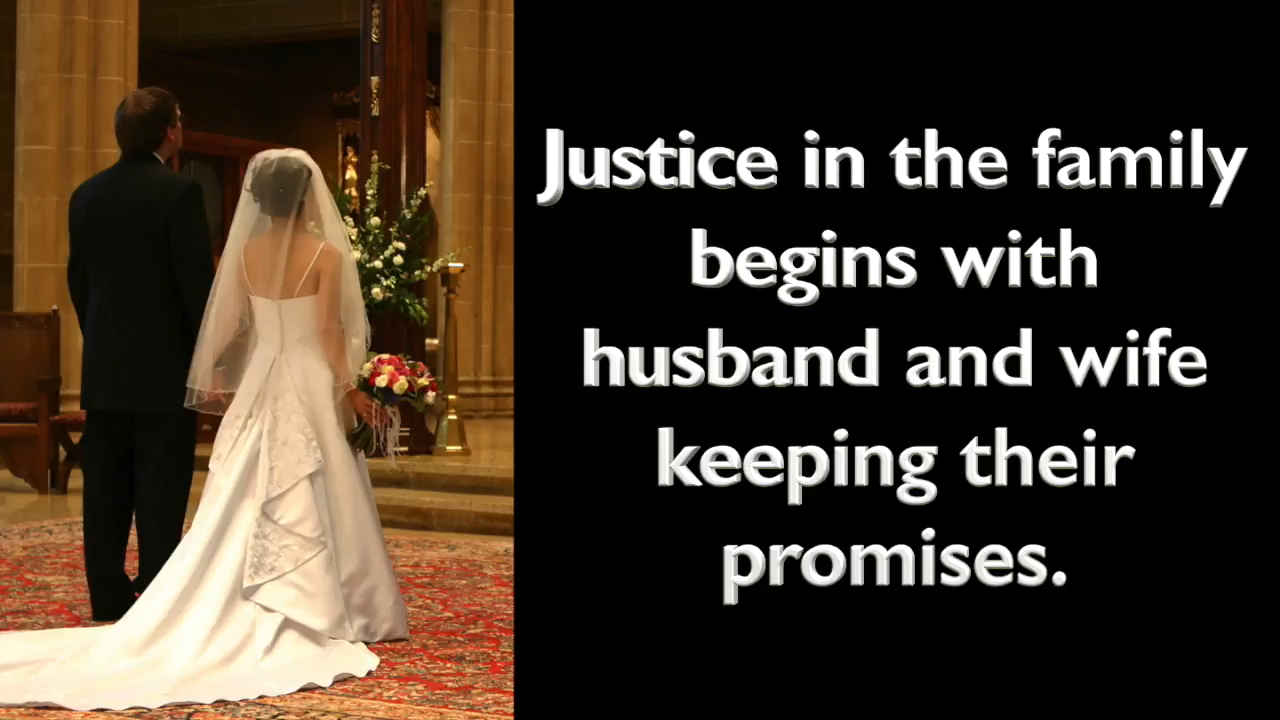 Justice in the family
begins with
husband and wife
keeping their
promises.